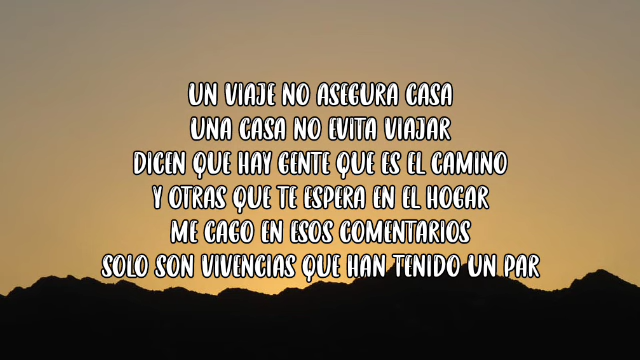 UN VIAJE NO ASEGURA CASA
UNA CASA NO EVITA VIAJAR
DICEN QUE HAY GENTE QUE ES EL CAMINO
Y OTRAS QUE TE ESPERA EN EL HOGAR
ME CAGO EN ESOS COMENTARIOS
SOLO SON VIVENCIAS QUE HAN TENIDO UN PAR